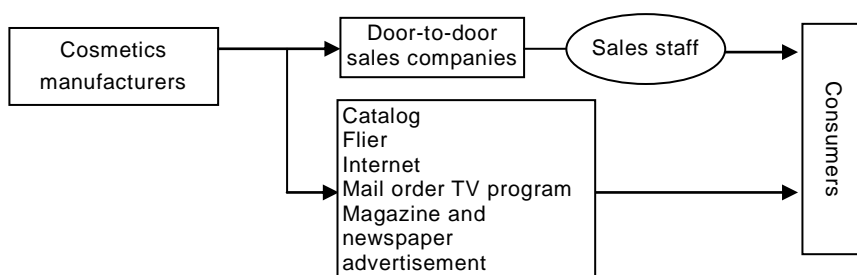 Cosmetics
manufacturers
Door-to-door
sales companies
Sales staff
Catalog
Flier
Internet
Mail order TV program
Magazine and
newspaper
advertisement
Consumers